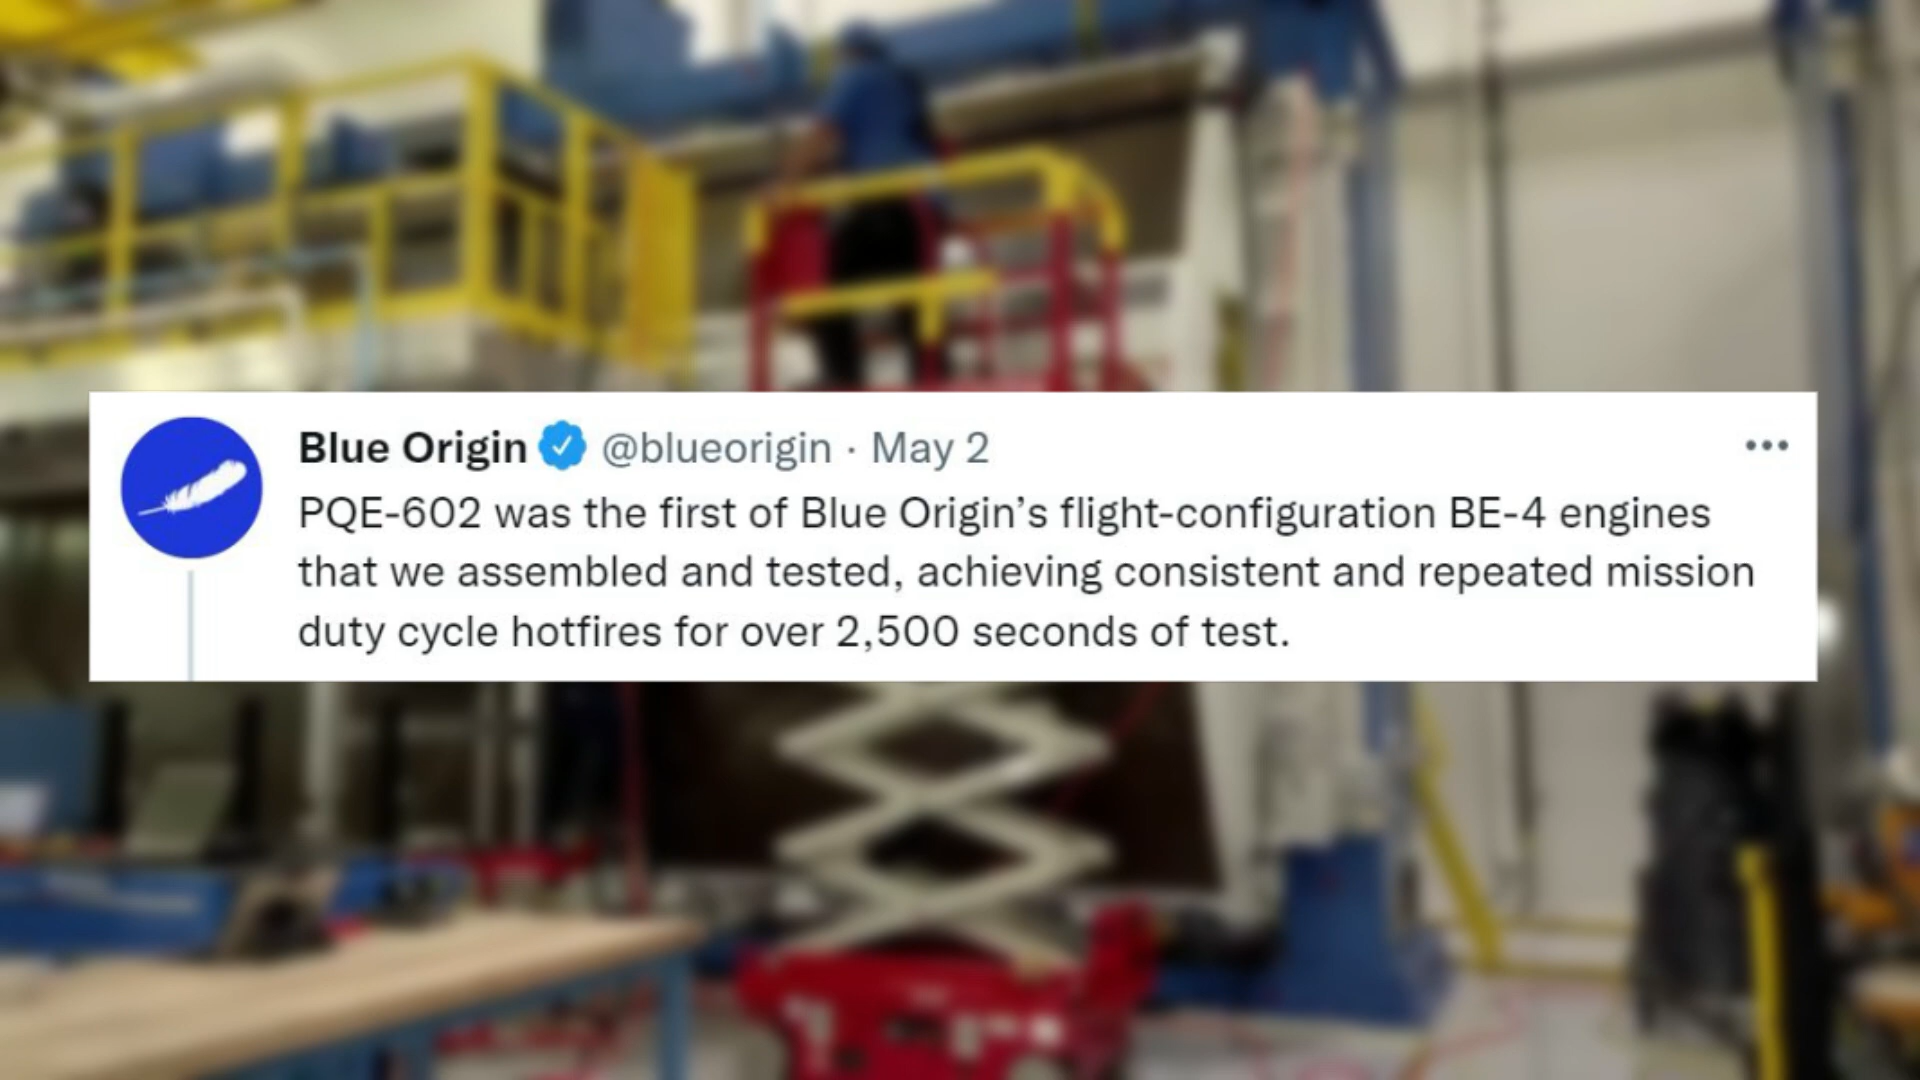 Blue Origin @blueorigin · May 2
PQE-602 was the first of Blue Origin’s flight-configuration BE-4 engines
that we assembled and tested, achieving consistent and repeated mission
duty cycle hotfires for over 2,500 seconds of test.